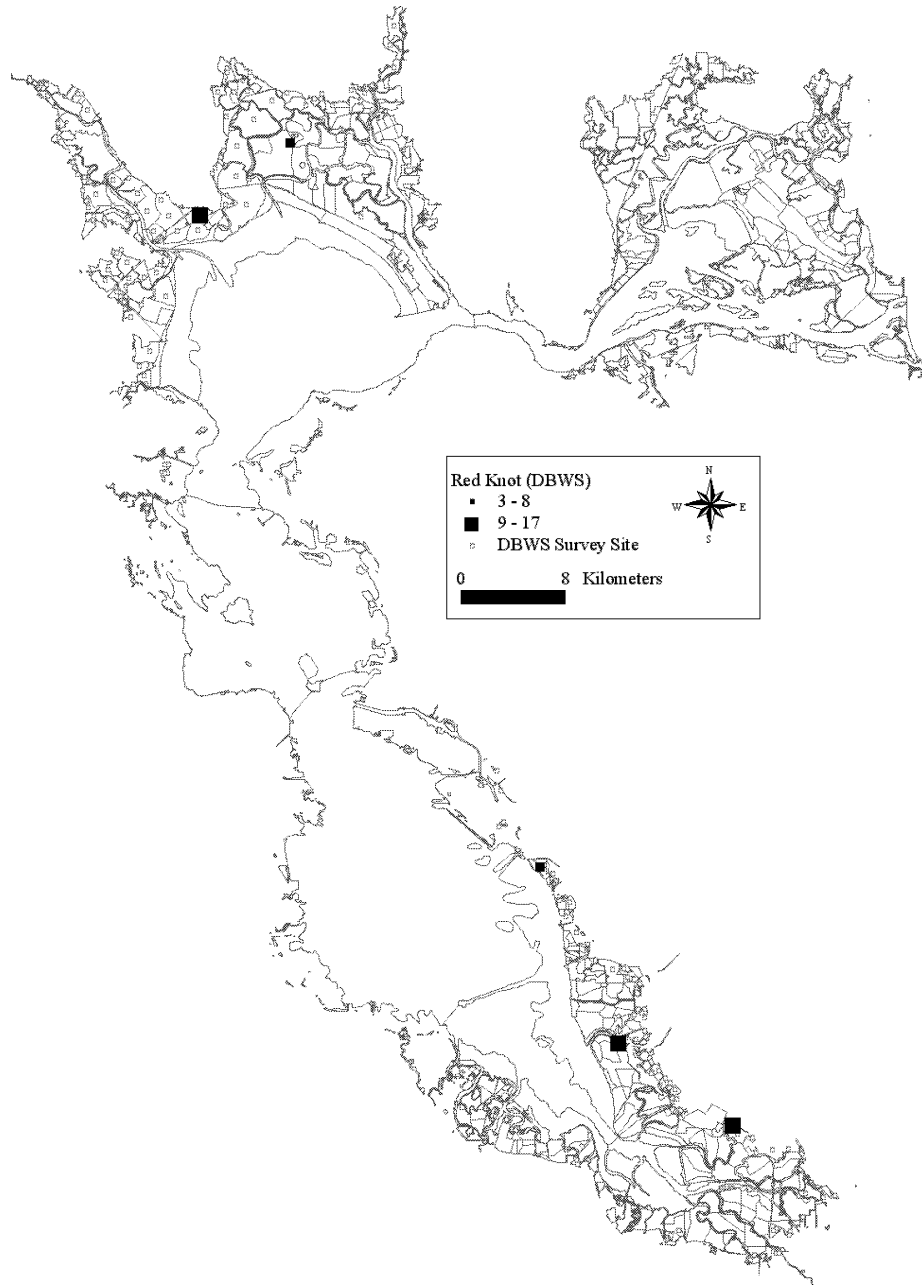 N
Red Knot (DBWS)
3 - 8
W E
9 - 17
S
DBWS Survey Site
0 8 Kilometers